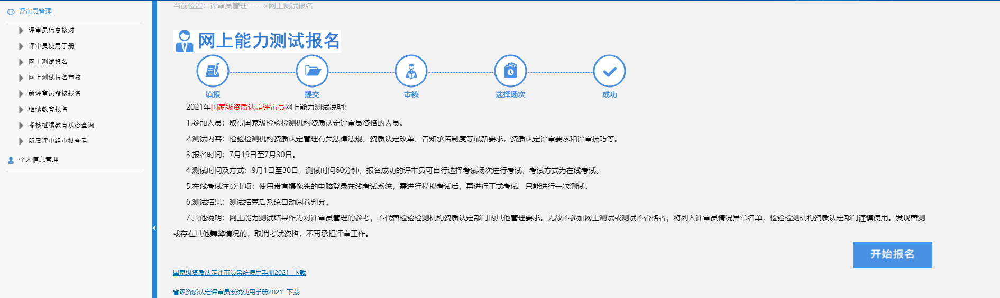 评审员管理
评审员信息核对
评审员使用手册
网上测试报名
网上测试报名审核
新评审员考核报名
继续教育报名
考核继续教育状态查询
所属评审组审批查看
个人信息管理
当前位置：评审员管理----->网上测试报名
网上能力测试报名
填报
提交
审核
选择场次
成功
2021年国家级资质认定评审员网上能力测试说明：
1.参加人员：取得国家级检验检测机构资质认定评审员资格的人员。
2.测试内容：检验检测机构资质认定管理有关法律法规、资质认定改革、告知承诺制度等最新要求，资质认定评审要求和评审技巧等。
3.报名时间：7月19日至7月30日。
4.测试时间及方式：9月1日至30日，测试时间60分钟，报名成功的评审员可自行选择考试场次进行考试，考试方式为在线考试。
5.在线考试注意事项：使用带有摄像头的电脑登录在线考试系统，需进行模拟考试后，再进行正式考试。只能进行一次测试。
6.测试结果：测试结束后系统自动阅卷判分。
7.其他说明：网上能力测试结果作为对评审员管理的参考，不代替检验检测机构资质认定部门的其他管理要求。无故不参加网上测试或测试不合格者，将列入评审员情况异常名单，检验检测机构资质认定部门谨慎使用。发现替测
或存在其他舞弊情况的，取消考试资格，不再承担评审工作。
开始报名
国家级资质认定评审员系统使用手册2021_下载
省级资质认定评审员系统使用手册2021_下载